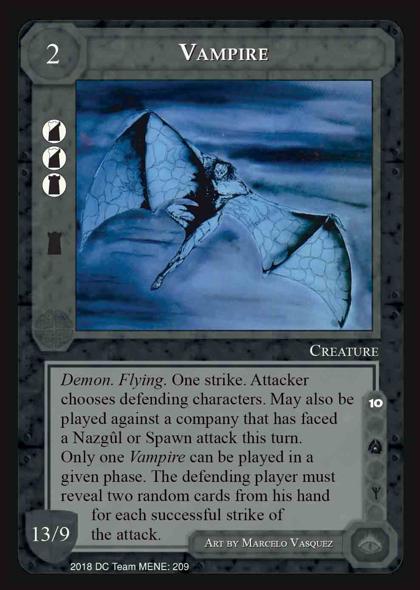 2
VAMPIRE
CREATURE
Demon. Flying. One strike. Attacker
chooses defending characters. May also be
played against a company that has faced
a Nazgûl or Spawn attack this turn.
Only one Vampire can be played in a
given phase. The defending player must
reveal two random cards from his hand
for each successful strike of
the attack.
10
13/9
ART BY MARCELO VASQUEZ
2018 DC Team MENE: 209